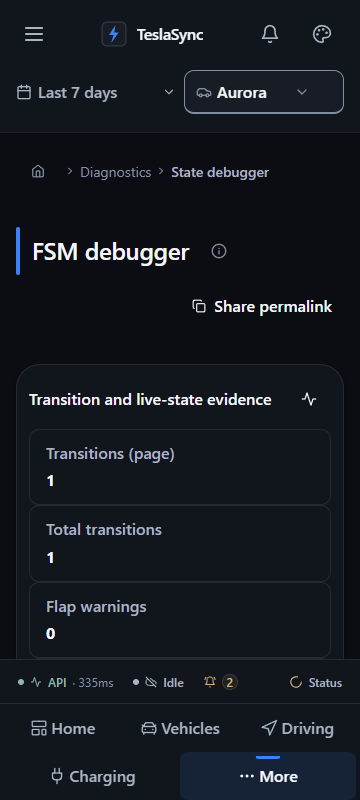 TeslaSync
Last 7 days
Aurora
Diagnostics
State debugger
FSM debugger
Share permalink
Transition and live-state evidence
Transitions (page)
1
Total transitions
1
Flap warnings
0
API · 335ms
Idle
2
Status
Home
Vehicles
Driving
Charging
More